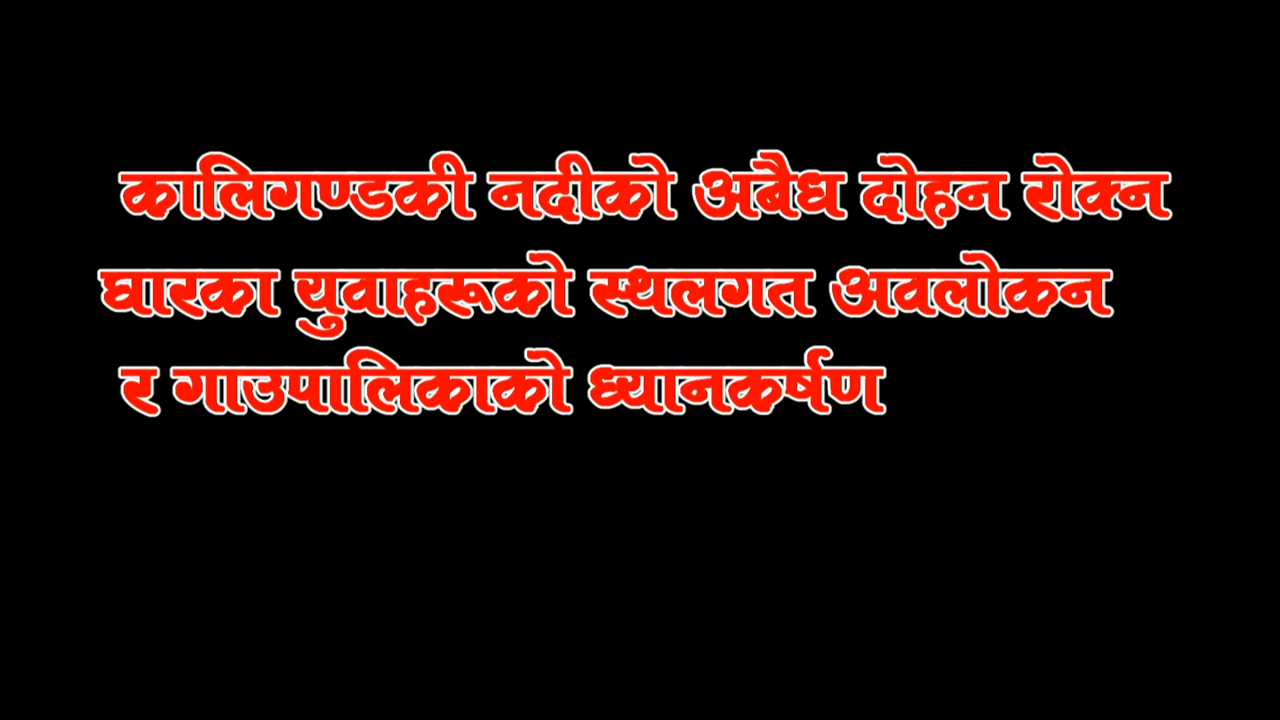 कालिगण्डकी नदीको अबैध दोहन रोक्न
घारका युवाहरूको स्थलगत अवलोकन
र गाउपालिकाको ध्यानकर्षण